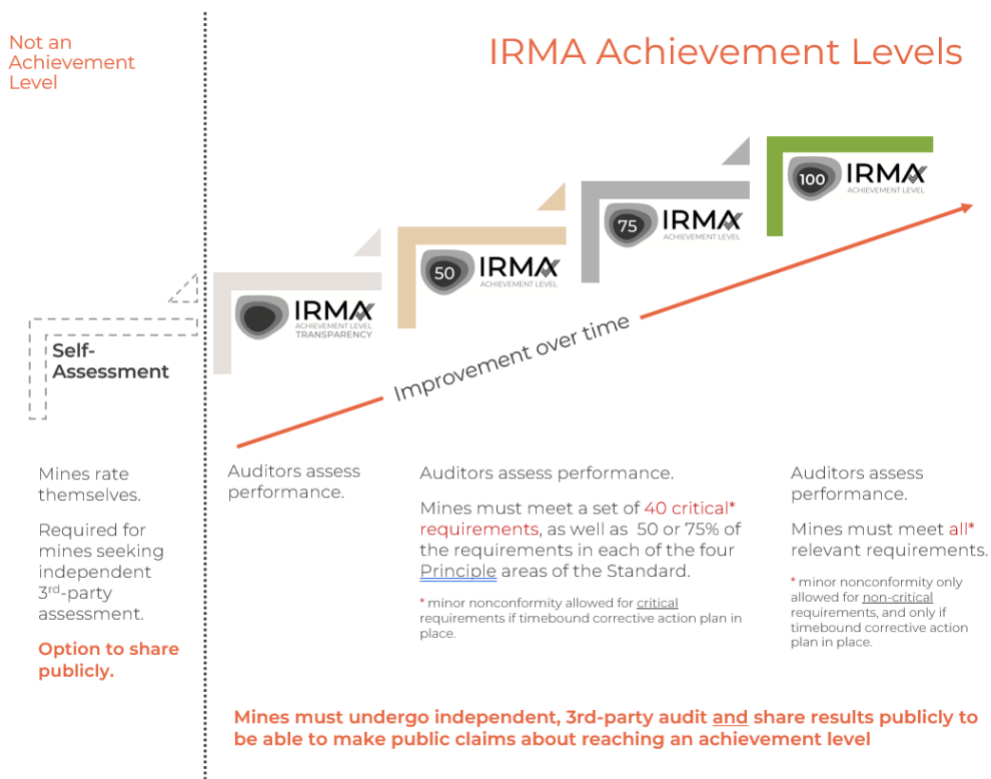 Not an
Achievement
Level
IRMA Achievement Levels
Self-
Assessment
IRMA
ACHIEVEMENT LEVEL
TRANSPARENCY
50
IRMA
ACHIEVEMENT LEVEL
75
IRMA
ACHIEVEMENT LEVEL
100
IRMA
ACHIEVEMENT LEVEL
Improvement over time
Mines rate
themselves.
Required for
mines seeking
independent
3rd-party
assessment.
Option to share
publicly.
Auditors assess
performance.
Auditors assess performance.
Mines must meet a set of 40 critical*
requirements, as well as 50 or 75% of
the requirements in each of the four
Principle areas of the Standard.
* minor nonconformity allowed for critical
requirements if timebound corrective action plan in
place.
Auditors assess
performance.
Mines must meet all*
relevant requirements.
* minor nonconformity only
allowed for non-critical
requirements, and only if
timebound corrective action
plan in place.
Mines must undergo independent, 3rd-party audit and share results publicly to
be able to make public claims about reaching an achievement level